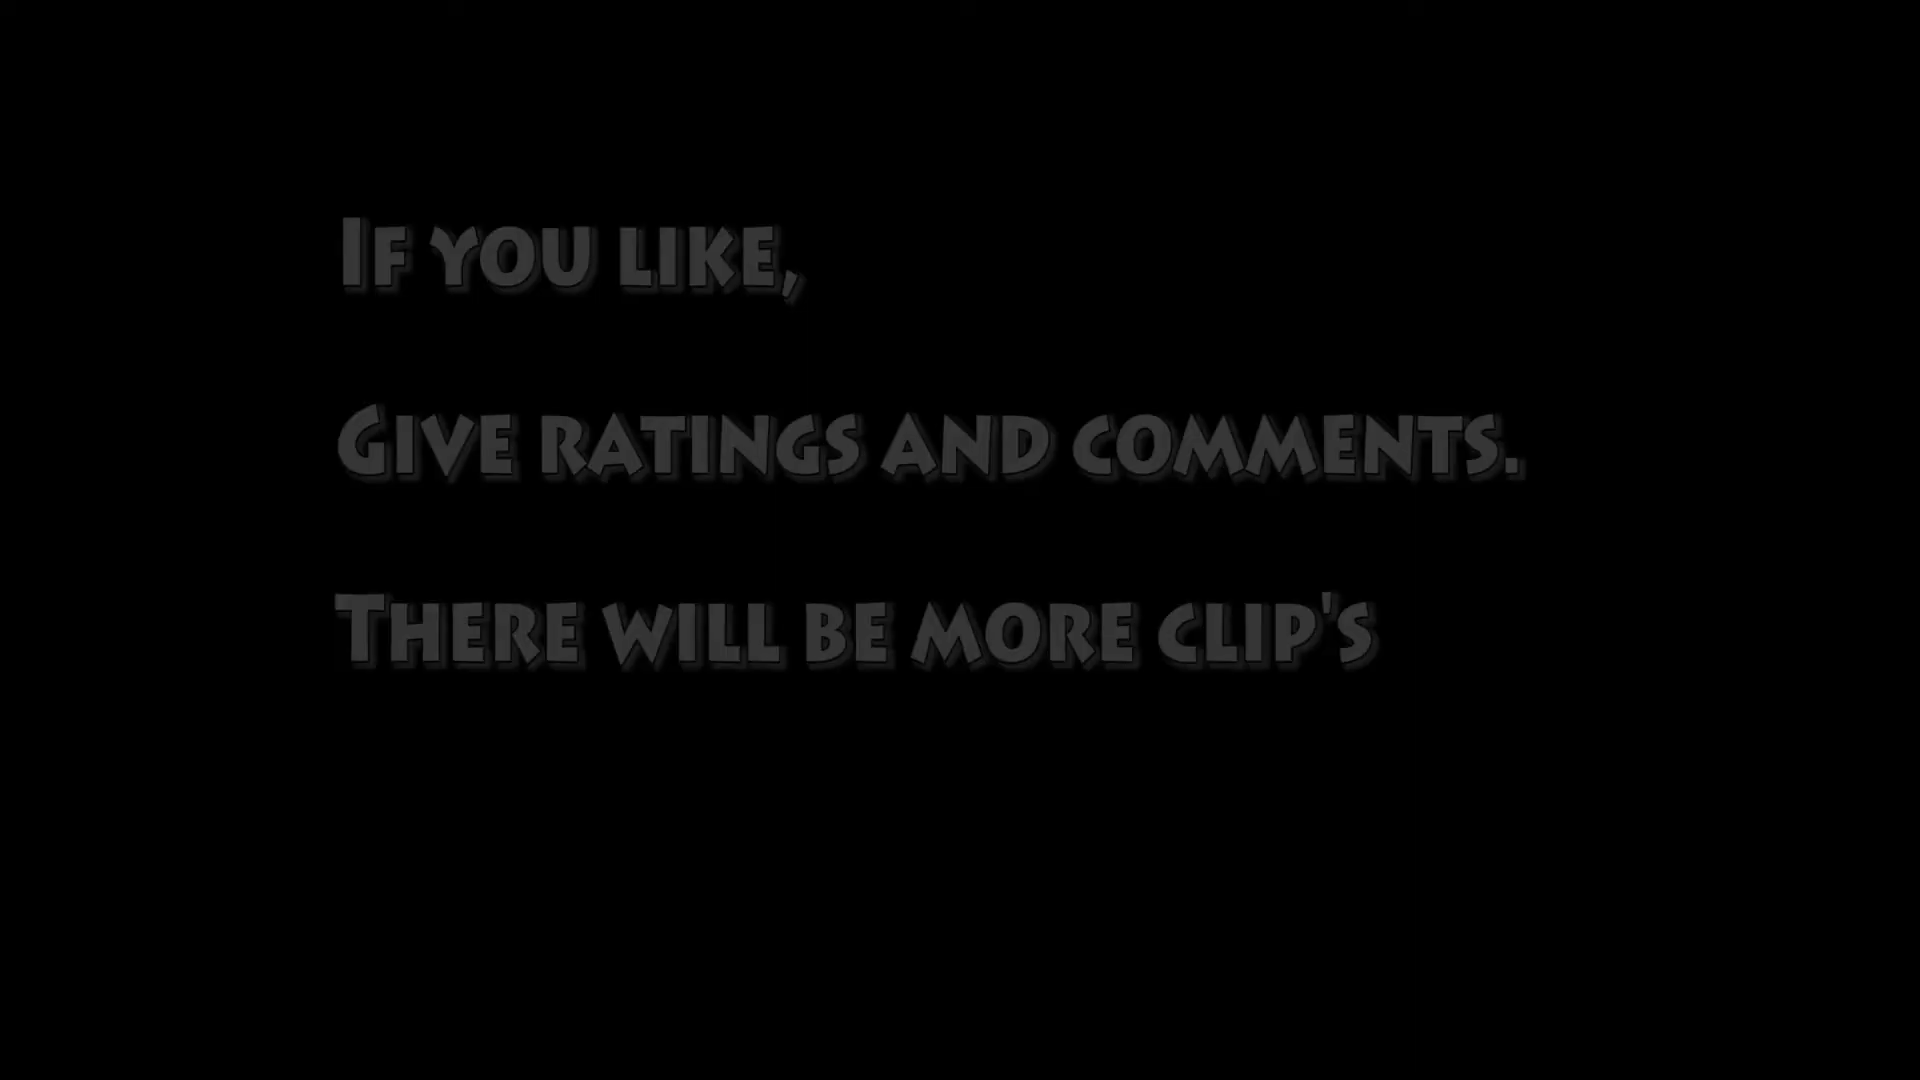 If you like,
Give ratings and comments.
There will be more clip's